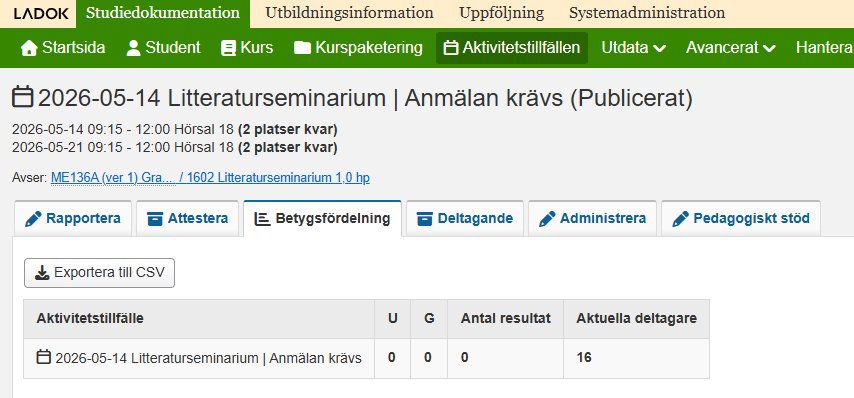 LADOK Studiedokumentation Utbildningsinformation Uppföljning Systemadministration
Startsida Student Kurs Kurspaketering Aktivitetstillfällen Utdata Avancerat Hantera
2026-05-14 Litteraturseminarium | Anmälan krävs (Publicerat)
2026-05-14 09:15 - 12:00 Hörsal 18 (2 platser kvar)
2026-05-21 09:15 - 12:00 Hörsal 18 (2 platser kvar)
Avser: ME136A (ver 1) Gra... / 1602 Litteraturseminarium 1,0 hp
Rapportera Attestera Betygsfördelning Deltagande Administrera Pedagogiskt stöd
Exportera till CSV
Aktivitetstillfälle U G Antal resultat Aktuella deltagare
2026-05-14 Litteraturseminarium | Anmälan krävs 0 0 0 16